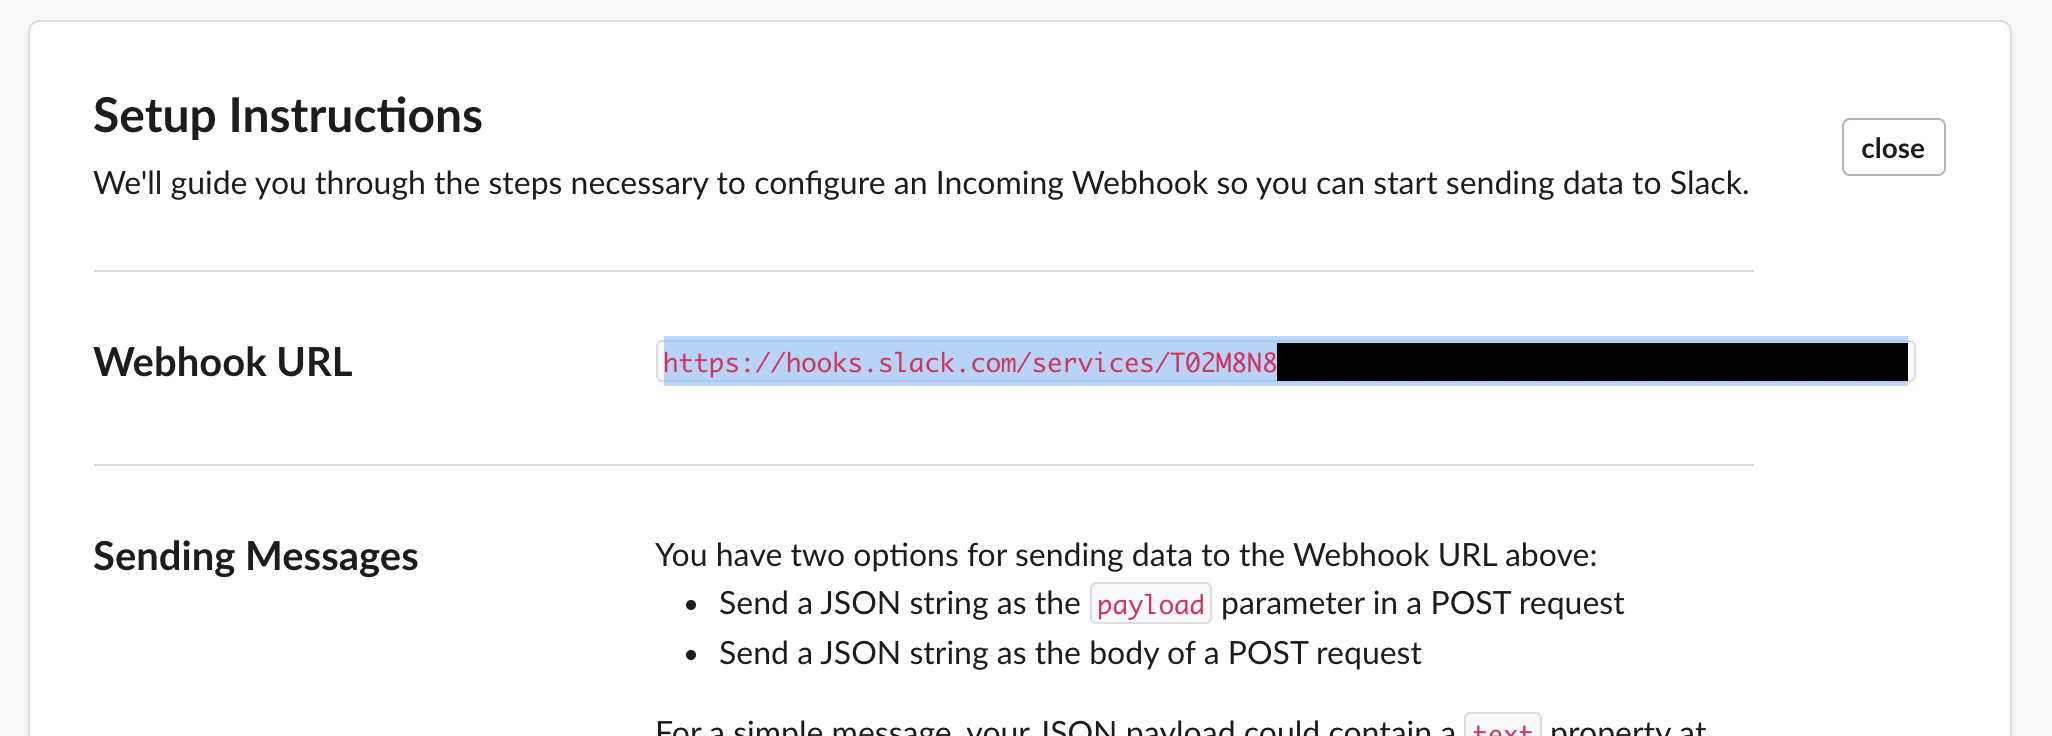 Setup Instructions
close
We'll guide you through the steps necessary to configure an Incoming Webhook so you can start sending data to Slack.
Webhook URL
https://hooks.slack.com/services/T02M8N8
Sending Messages
You have two options for sending data to the Webhook URL above:
• Send a JSON string as the payload parameter in a POST request
• Send a JSON string as the body of a POST request
For a simple message, your JSON payload could contain a text property at